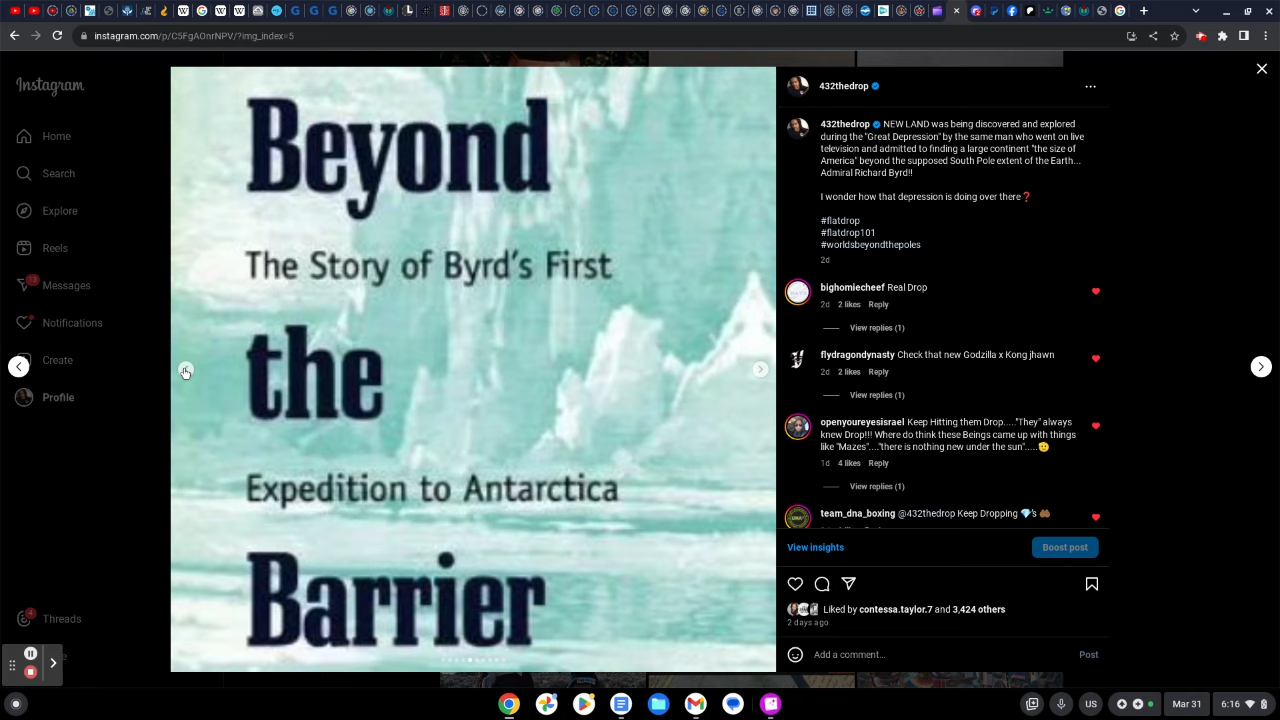 instagram.com/p/C5FgAOnrNPV/?img_index=5
Instagram
Home
Search
Explore
Reels
13
Messages
Notifications
Create
Profile
4
Threads
Beyond
The Story of Byrd's First
the
Expedition to Antarctica
Barrier
432thedrop
432thedrop NEW LAND was being discovered and explored
during the "Great Depression" by the same man who went on live
television and admitted to finding a large continent "the size of
America" beyond the supposed South Pole extent of the Earth...
Admiral Richard Byrd!!
I wonder how that depression is doing over there❓
#flatdrop
#flatdrop101
#worldsbeyondthepoles
2d
bighomiecheef Real Drop
2d 2 likes Reply
View replies (1)
flydragondynasty Check that new Godzilla x Kong jhawn
2d 2 likes Reply
View replies (1)
openyoureyesisrael Keep Hitting them Drop....."They" always
knew Drop!!! Where do think these Beings came up with things
like "Mazes"...."there is nothing new under the sun".....🫡
1d 4 likes Reply
View replies (1)
team_dna_boxing @432thedrop Keep Dropping 💎's 🤲🏾
View insights
Boost post
Liked by contessa.taylor.7 and 3,424 others
2 days ago
Add a comment...
Post
US
Mar 31
6:16